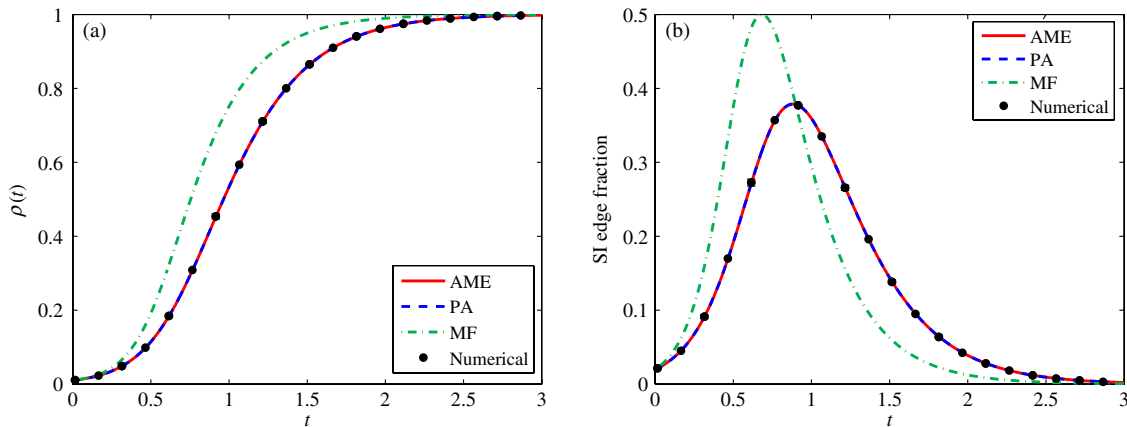 (a)
1
0.8
0.6
0.4
0.2
0
ρ(t)
0 0.5 1 1.5 2 2.5 3
t
AME
PA
MF
Numerical
(b)
0.5
0.4
0.3
0.2
0.1
0
SI edge fraction
0 0.5 1 1.5 2 2.5 3
t
AME
PA
MF
Numerical